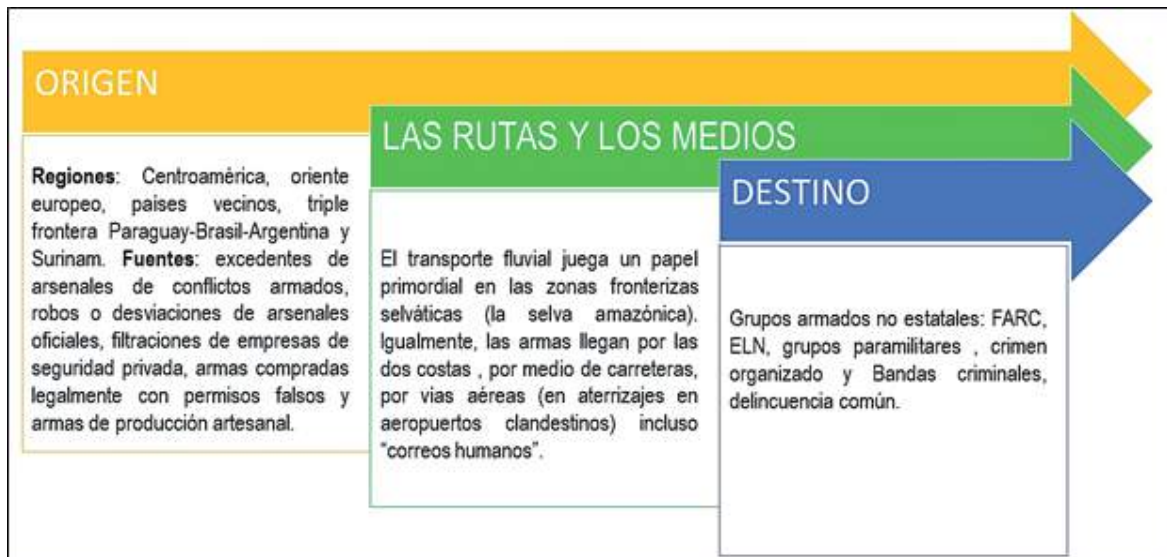 ORIGEN
Regiones: Centroamérica, oriente
europeo, países vecinos, triple
frontera Paraguay-Brasil-Argentina y
Surinam. Fuentes: excedentes de
arsenales de conflictos armados,
robos o desviaciones de arsenales
oficiales, filtraciones de empresas de
seguridad privada, armas compradas
legalmente con permisos falsos y
armas de producción artesanal.
LAS RUTAS Y LOS MEDIOS
El transporte fluvial juega un papel
primordial en las zonas fronterizas
selváticas (la selva amazónica).
Igualmente, las armas llegan por las
dos costas , por medio de carreteras,
por vias aéreas (en aterrizajes en
aeropuertos clandestinos) incluso
“correos humanos”.
DESTINO
Grupos armados no estatales: FARC,
ELN, grupos paramilitares , crimen
organizado y Bandas criminales,
delincuencia común.